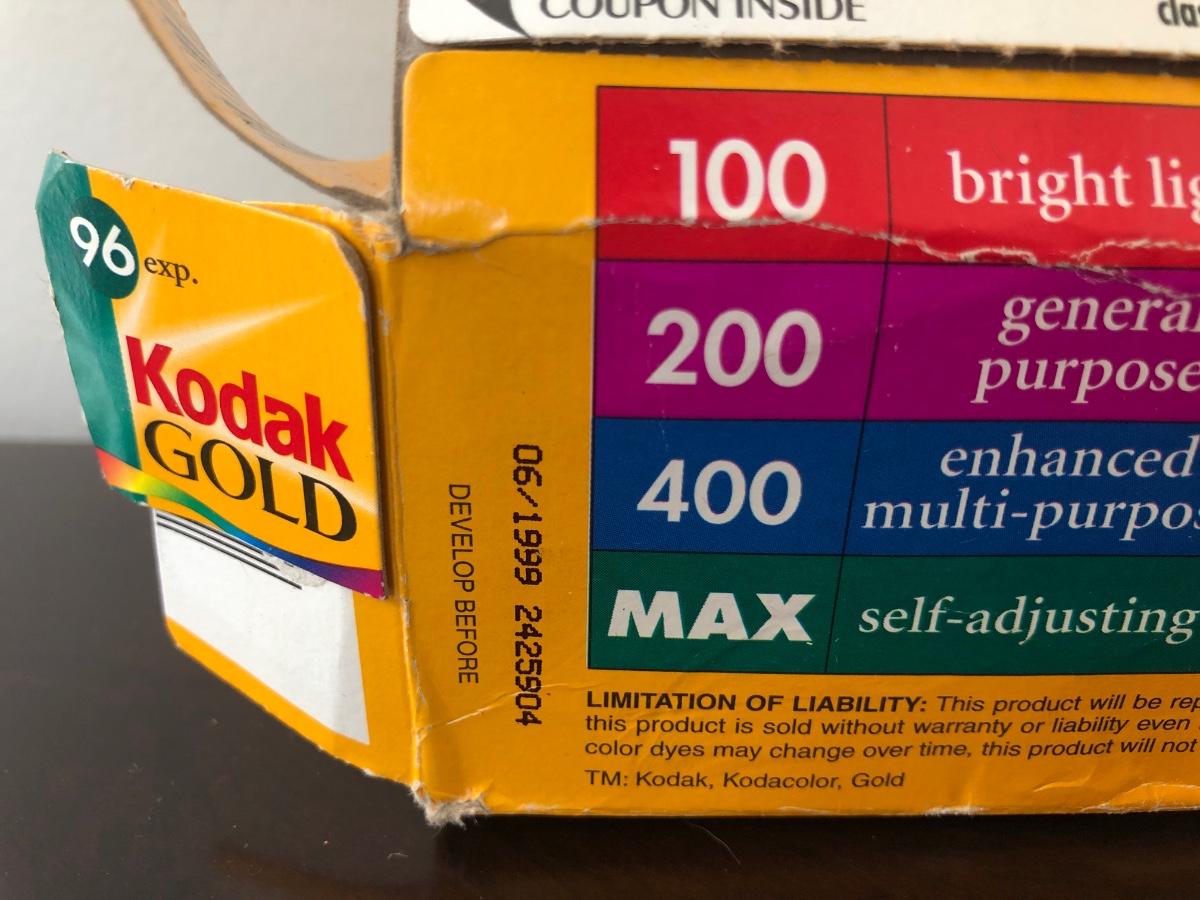 COUPON INSIDE
96 exp.
Kodak
GOLD
DEVELOP BEFORE
06/1999 2425904
100 bright
200 general
purpose
400 enhanced
multi-purpos
MAX self-adjusting
LIMITATION OF LIABILITY: This product will be rep
this product is sold without warranty or liability even
color dyes may change over time, this product will not
TM: Kodak, Kodacolor, Gold